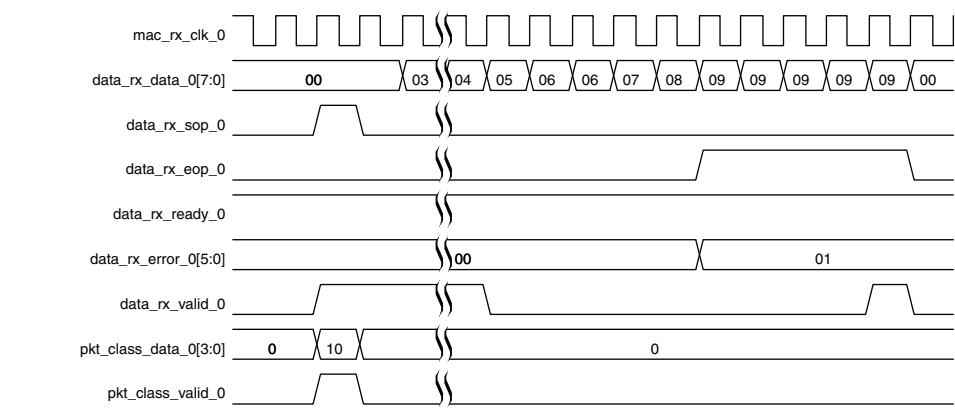 mac_rx_clk_0
data_rx_data_0[7:0] 00 03 04 05 06 06 07 08 09 09 09 09 09 00
data_rx_sop_0
data_rx_eop_0
data_rx_ready_0
data_rx_error_0[5:0] 00 01
data_rx_valid_0
pkt_class_data_0[3:0] 0 10 0
pkt_class_valid_0